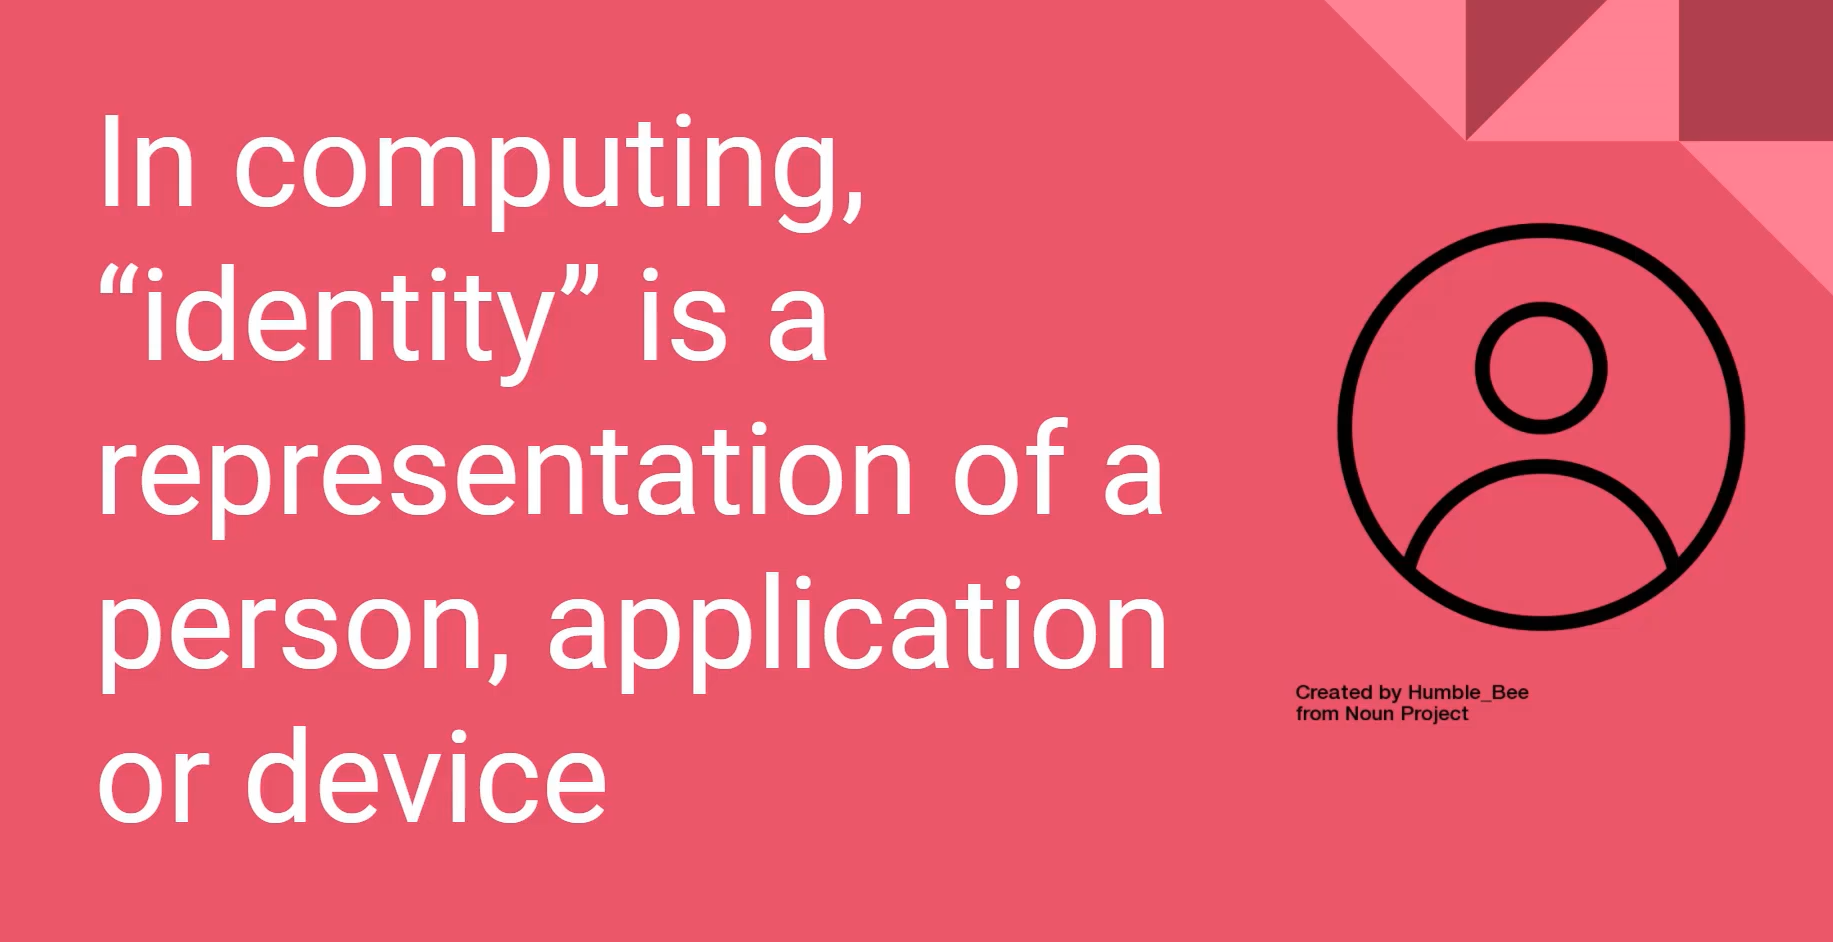 In computing,
“identity” is a
representation of a
person, application
or device
Created by Humble_Bee
from Noun Project